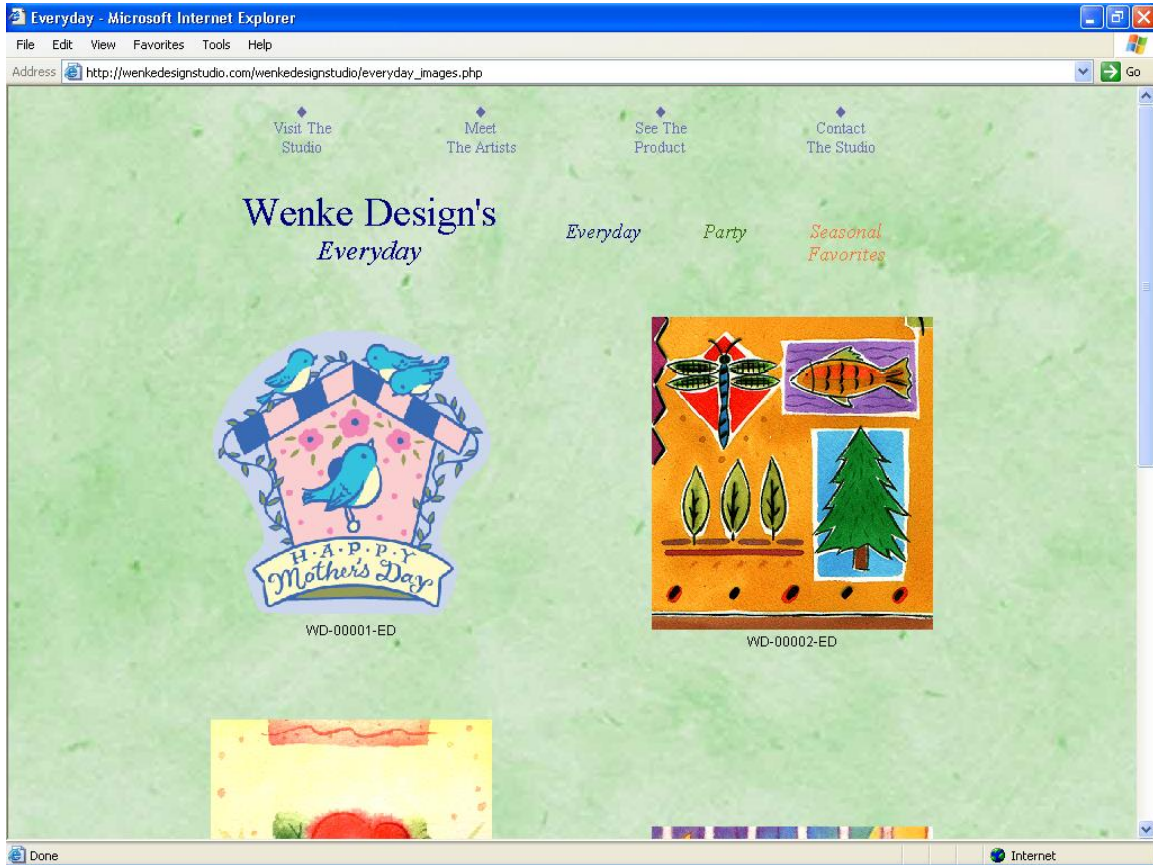 Everyday - Microsoft Internet Explorer
File Edit View Favorites Tools Help
Address http://wenkedesignstudio.com/wenkedesignstudio/everyday_images.php Go
Visit The
Studio
Meet
The Artists
See The
Product
Contact
The Studio
Wenke Design's
Everyday
Everyday
Party
Seasonal
Favorites
H·A·P·P·Y
Mother's Day
WD-00001-ED
WD-00002-ED
Done Internet